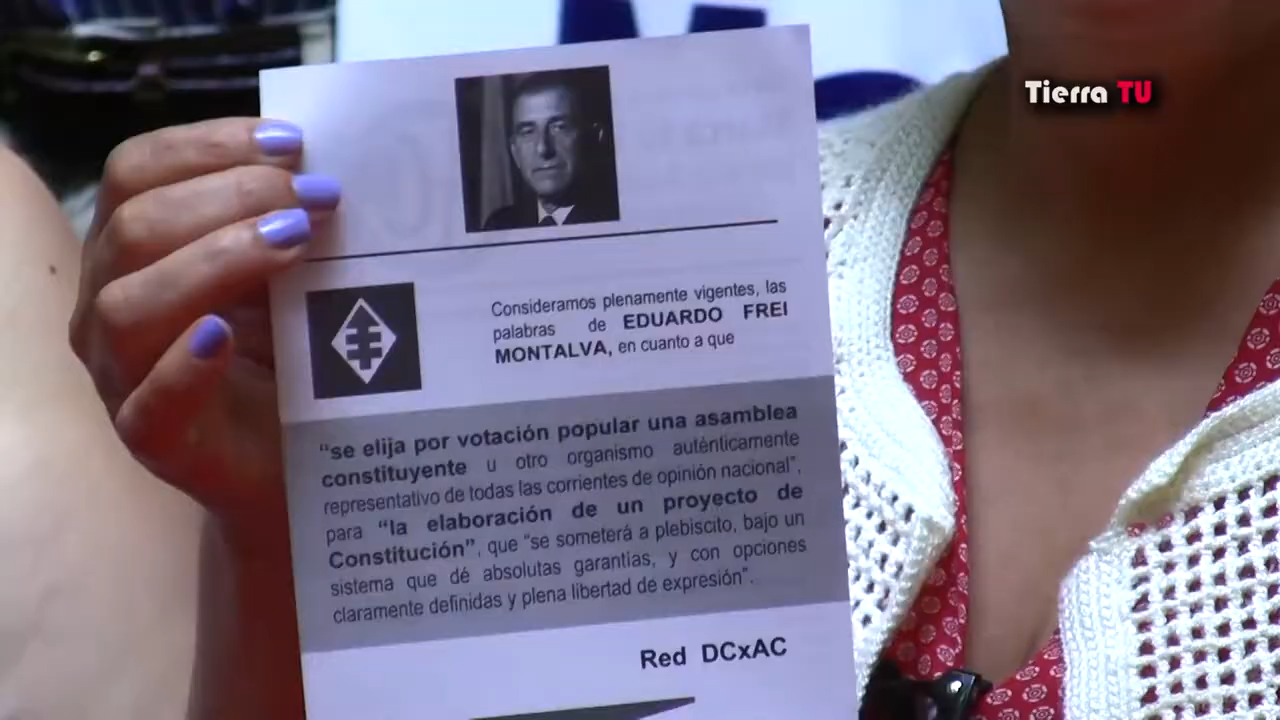 Tierra TU
Consideramos plenamente vigentes, las
palabras de EDUARDO FREI
MONTALVA, en cuanto a que
“se elija por votación popular una asamblea
constituyente u otro organismo auténticamente
representativo de todas las corrientes de opinión nacional”,
para “la elaboración de un proyecto de
Constitución”, que “se someterá a plebiscito, bajo un
sistema que dé absolutas garantías, y con opciones
claramente definidas y plena libertad de expresión”.
Red DCxAC